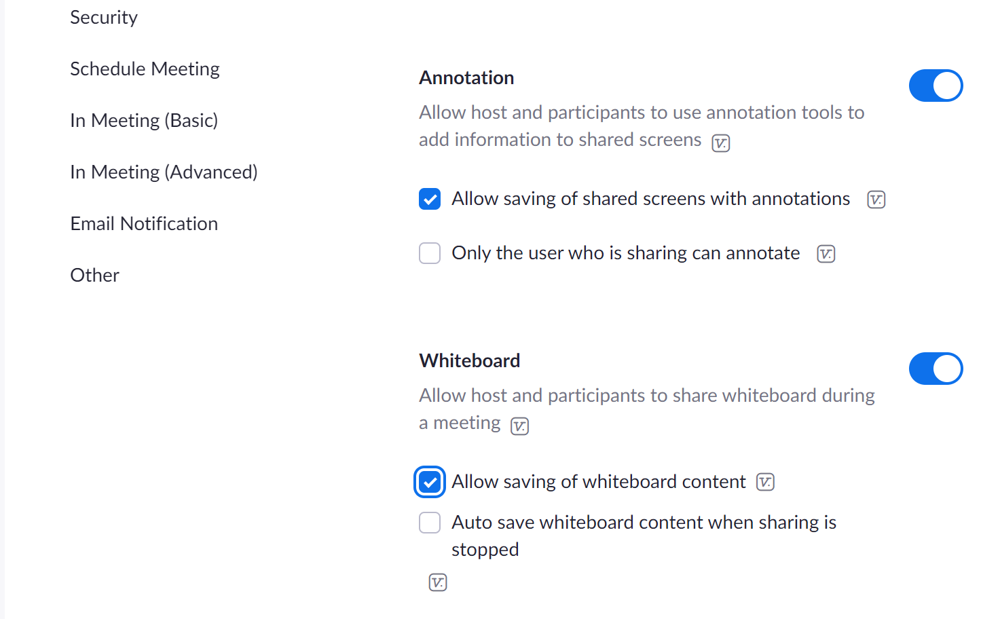 Security
Schedule Meeting
In Meeting (Basic)
In Meeting (Advanced)
Email Notification
Other
Annotation
Allow host and participants to use annotation tools to
add information to shared screens V.
Allow saving of shared screens with annotations V.
Only the user who is sharing can annotate V.
Whiteboard
Allow host and participants to share whiteboard during
a meeting V.
Allow saving of whiteboard content V.
Auto save whiteboard content when sharing is
stopped
V.